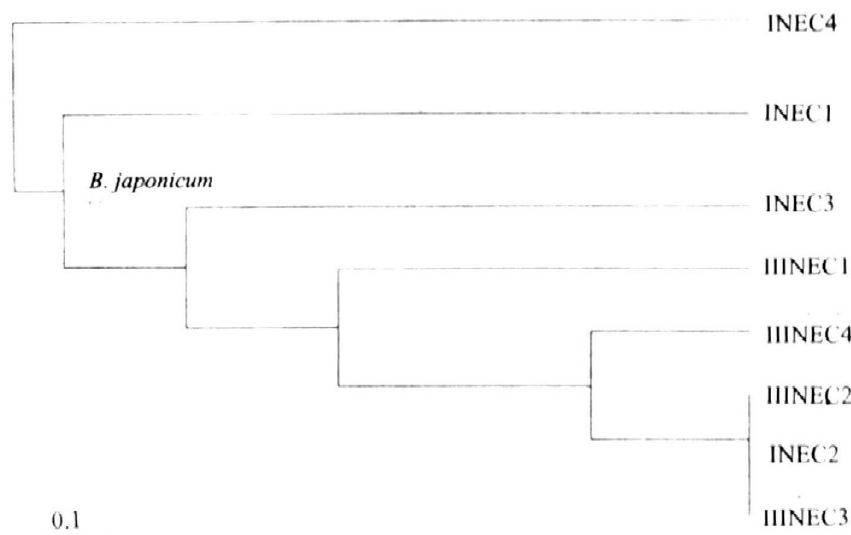 INEC4
INEC1
B. japonicum
INEC3
IIINEC1
IIINEC4
IIINEC2
INEC2
IIINEC3
0.1